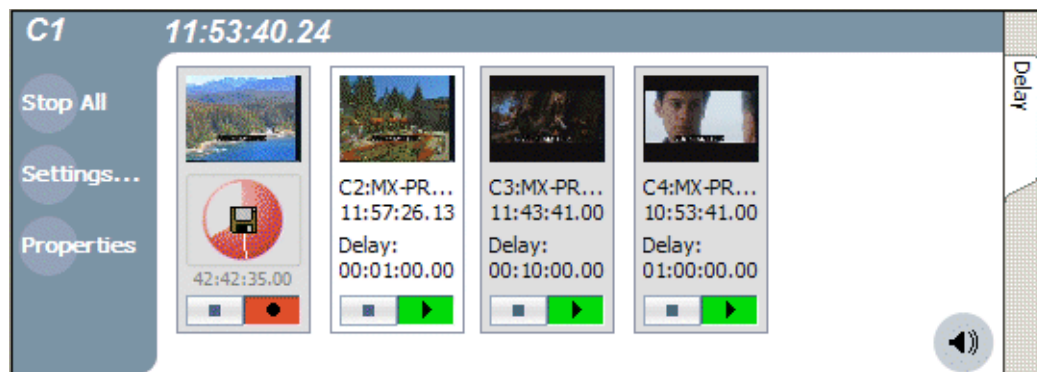 C1 11:53:40.24
Stop All
Settings...
Properties
42:42:35.00
C2:MX-PR...
11:57:26.13
Delay:
00:01:00.00
C3:MX-PR...
11:43:41.00
Delay:
00:10:00.00
C4:MX-PR...
10:53:41.00
Delay:
01:00:00.00
Delay